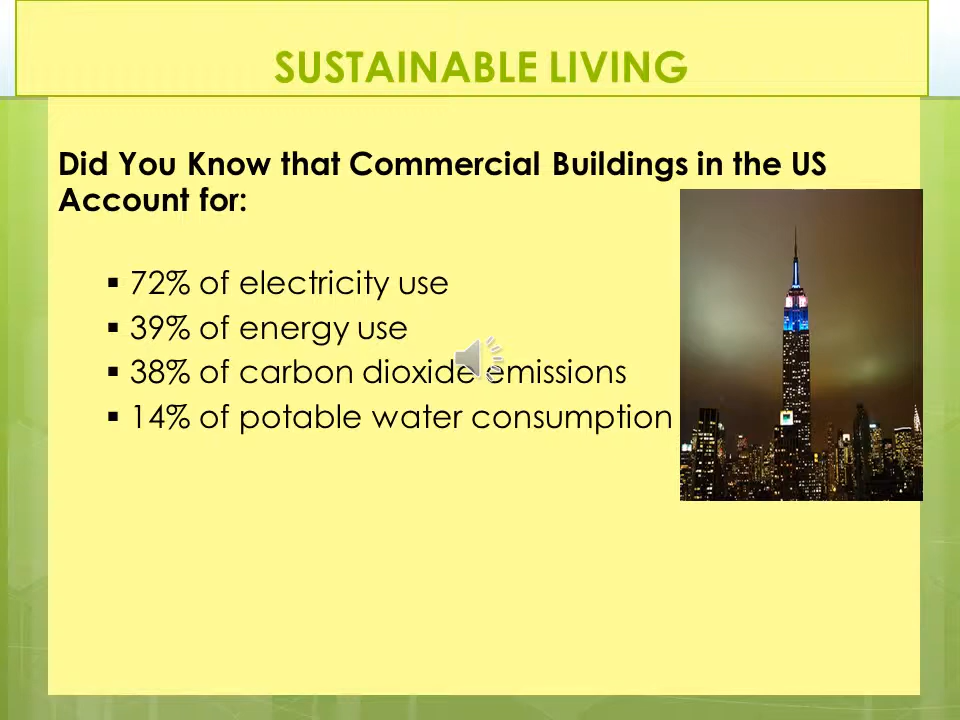 SUSTAINABLE LIVING
Did You Know that Commercial Buildings in the US
Account for:
▪ 72% of electricity use
▪ 39% of energy use
▪ 38% of carbon dioxide emissions
▪ 14% of potable water consumption